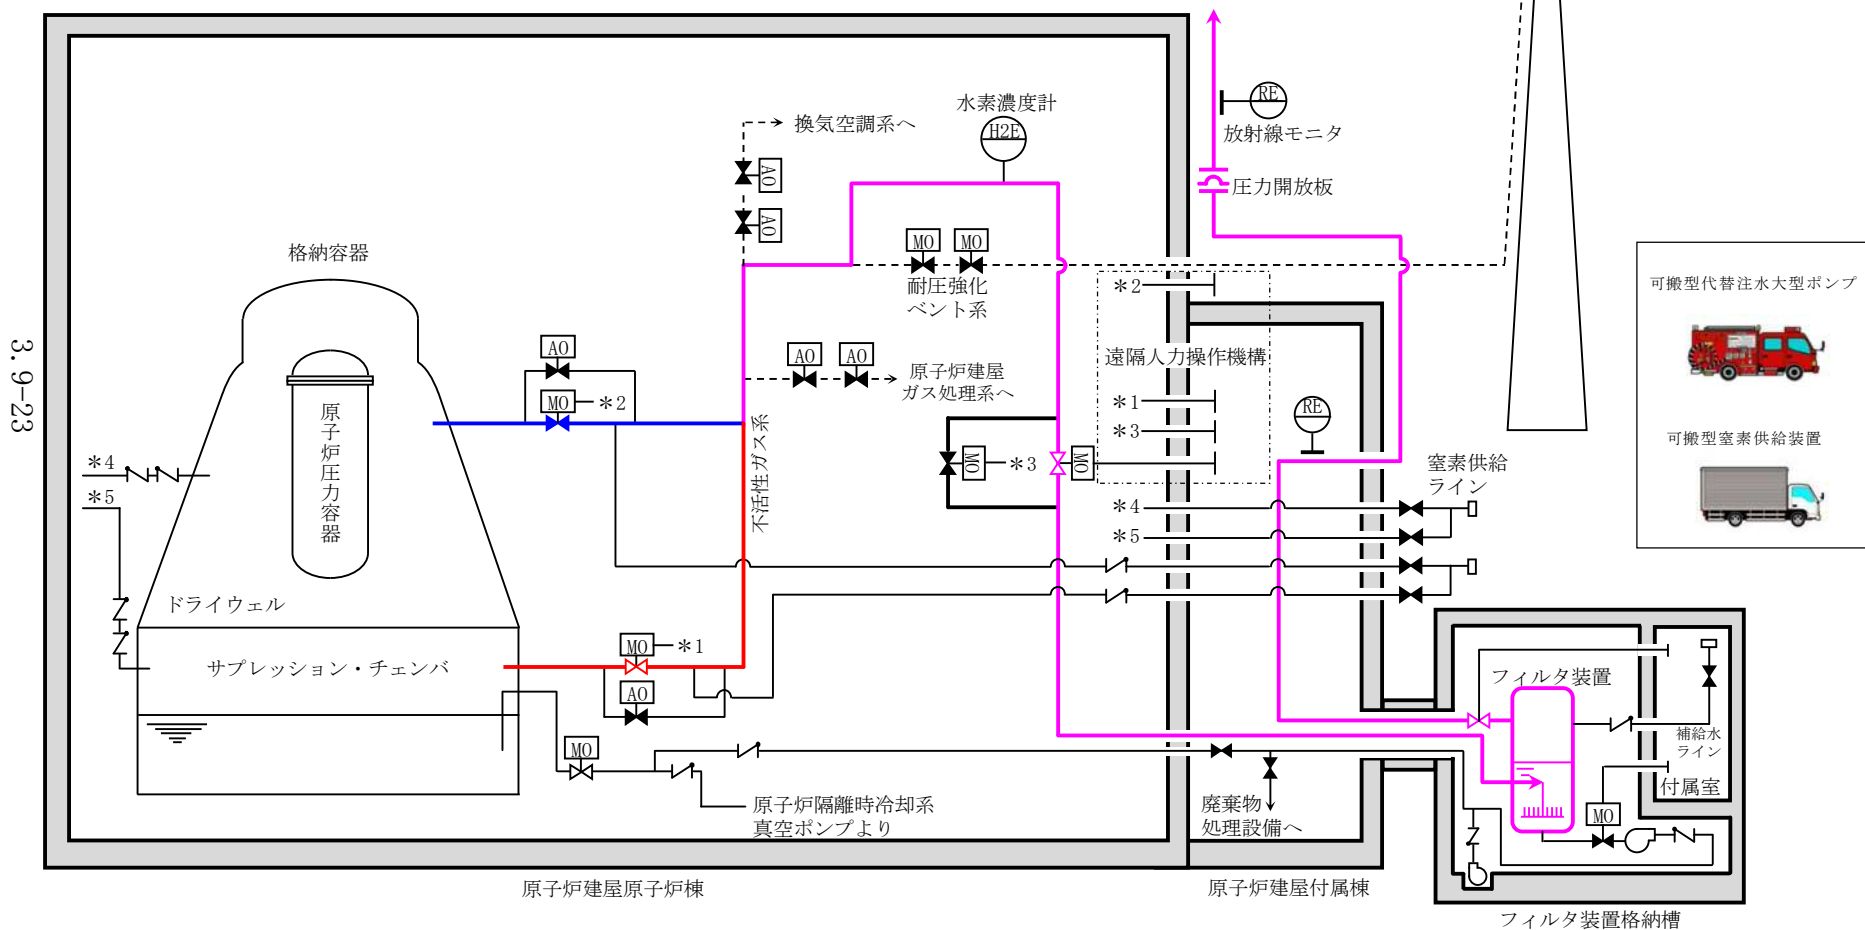 3.9-23
格納容器
原子炉圧力容器
ドライウェル
サプレッション・チェンバ
*4
*5
AO
MO
*2
MO
*1
AO
MO
原子炉隔離時冷却系
真空ポンプより
不活性ガス系
換気空調系へ
AO
AO
水素濃度計
H2E
MO
MO
耐圧強化
ベント系
AO
AO
原子炉建屋
ガス処理系へ
MO
*3
MO
*2
遠隔人力操作機構
*1
*3
*4
*5
RE
放射線モニタ
圧力開放板
RE
窒素供給
ライン
可搬型代替注水大型ポンプ
可搬型窒素供給装置
フィルタ装置
補給水
ライン
付属室
MO
廃棄物
処理設備へ
原子炉建屋原子炉棟
原子炉建屋付属棟
フィルタ装置格納槽